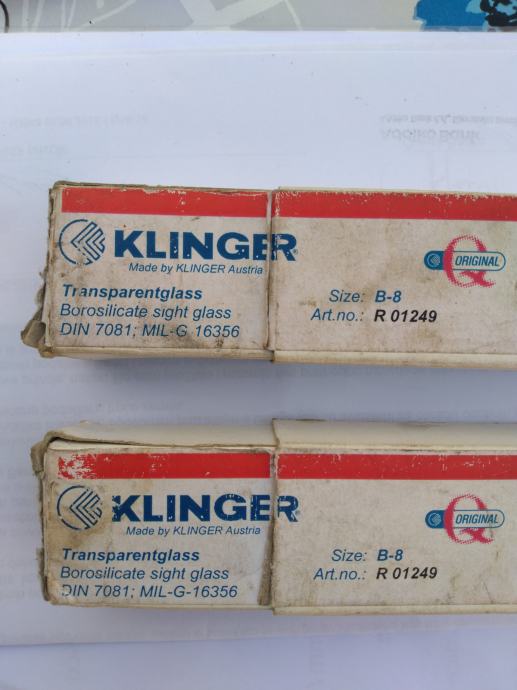 KLINGER
Made by KLINGER Austria
Transparentglass
Borosilicate sight glass
DIN 7081; MIL-G 16356
Q ORIGINAL
Size: B-8
Art.no.: R 01249
KLINGER
Made by KLINGER Austria
Transparentglass
Borosilicate sight glass
DIN 7081; MIL-G-16356
Q ORIGINAL
Size: B-8
Art.no.: R 01249